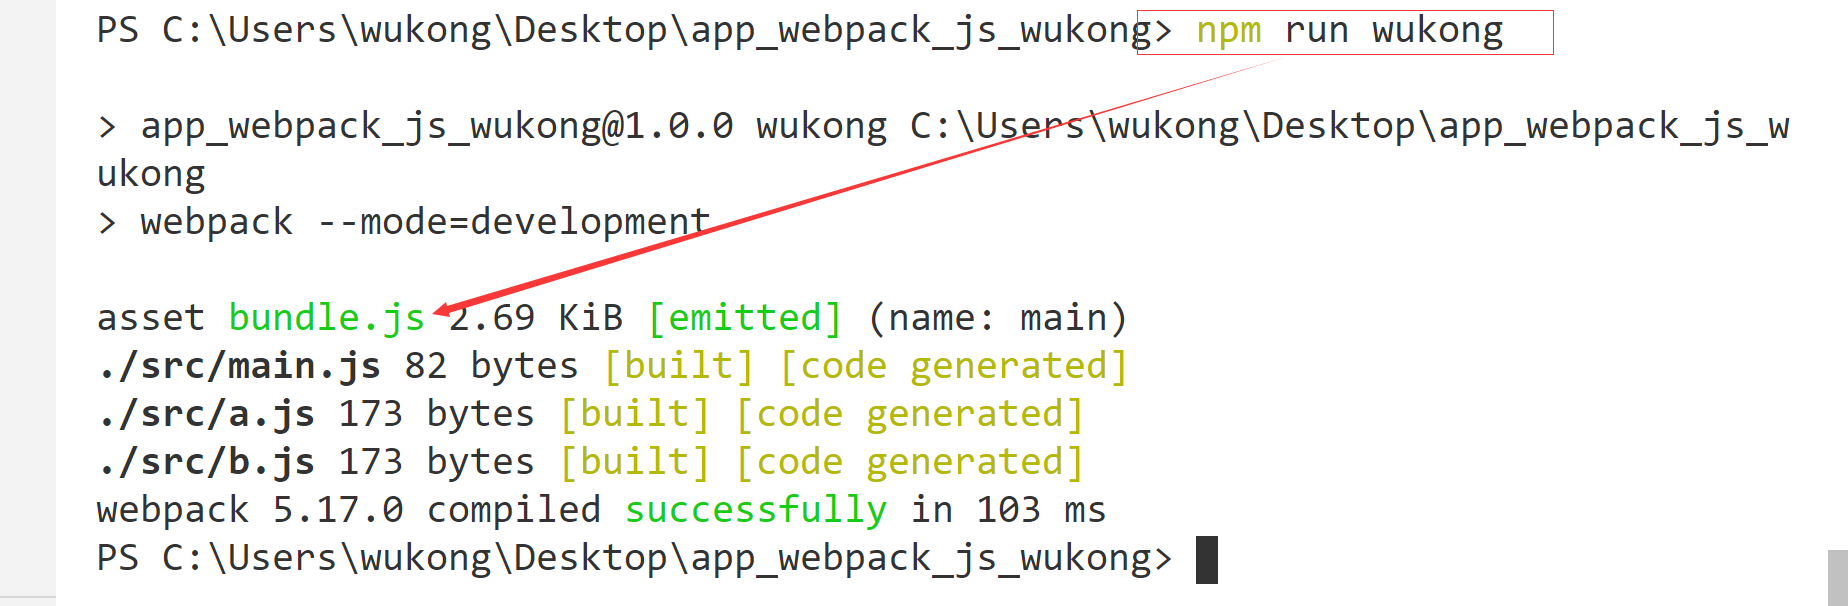 PS C:\Users\wukong\Desktop\app_webpack_js_wukong> npm run wukong
> app_webpack_js_wukong@1.0.0 wukong C:\Users\wukong\Desktop\app_webpack_js_w
ukong
> webpack --mode=development
asset bundle.js 2.69 KiB [emitted] (name: main)
./src/main.js 82 bytes [built] [code generated]
./src/a.js 173 bytes [built] [code generated]
./src/b.js 173 bytes [built] [code generated]
webpack 5.17.0 compiled successfully in 103 ms
PS C:\Users\wukong\Desktop\app_webpack_js_wukong>